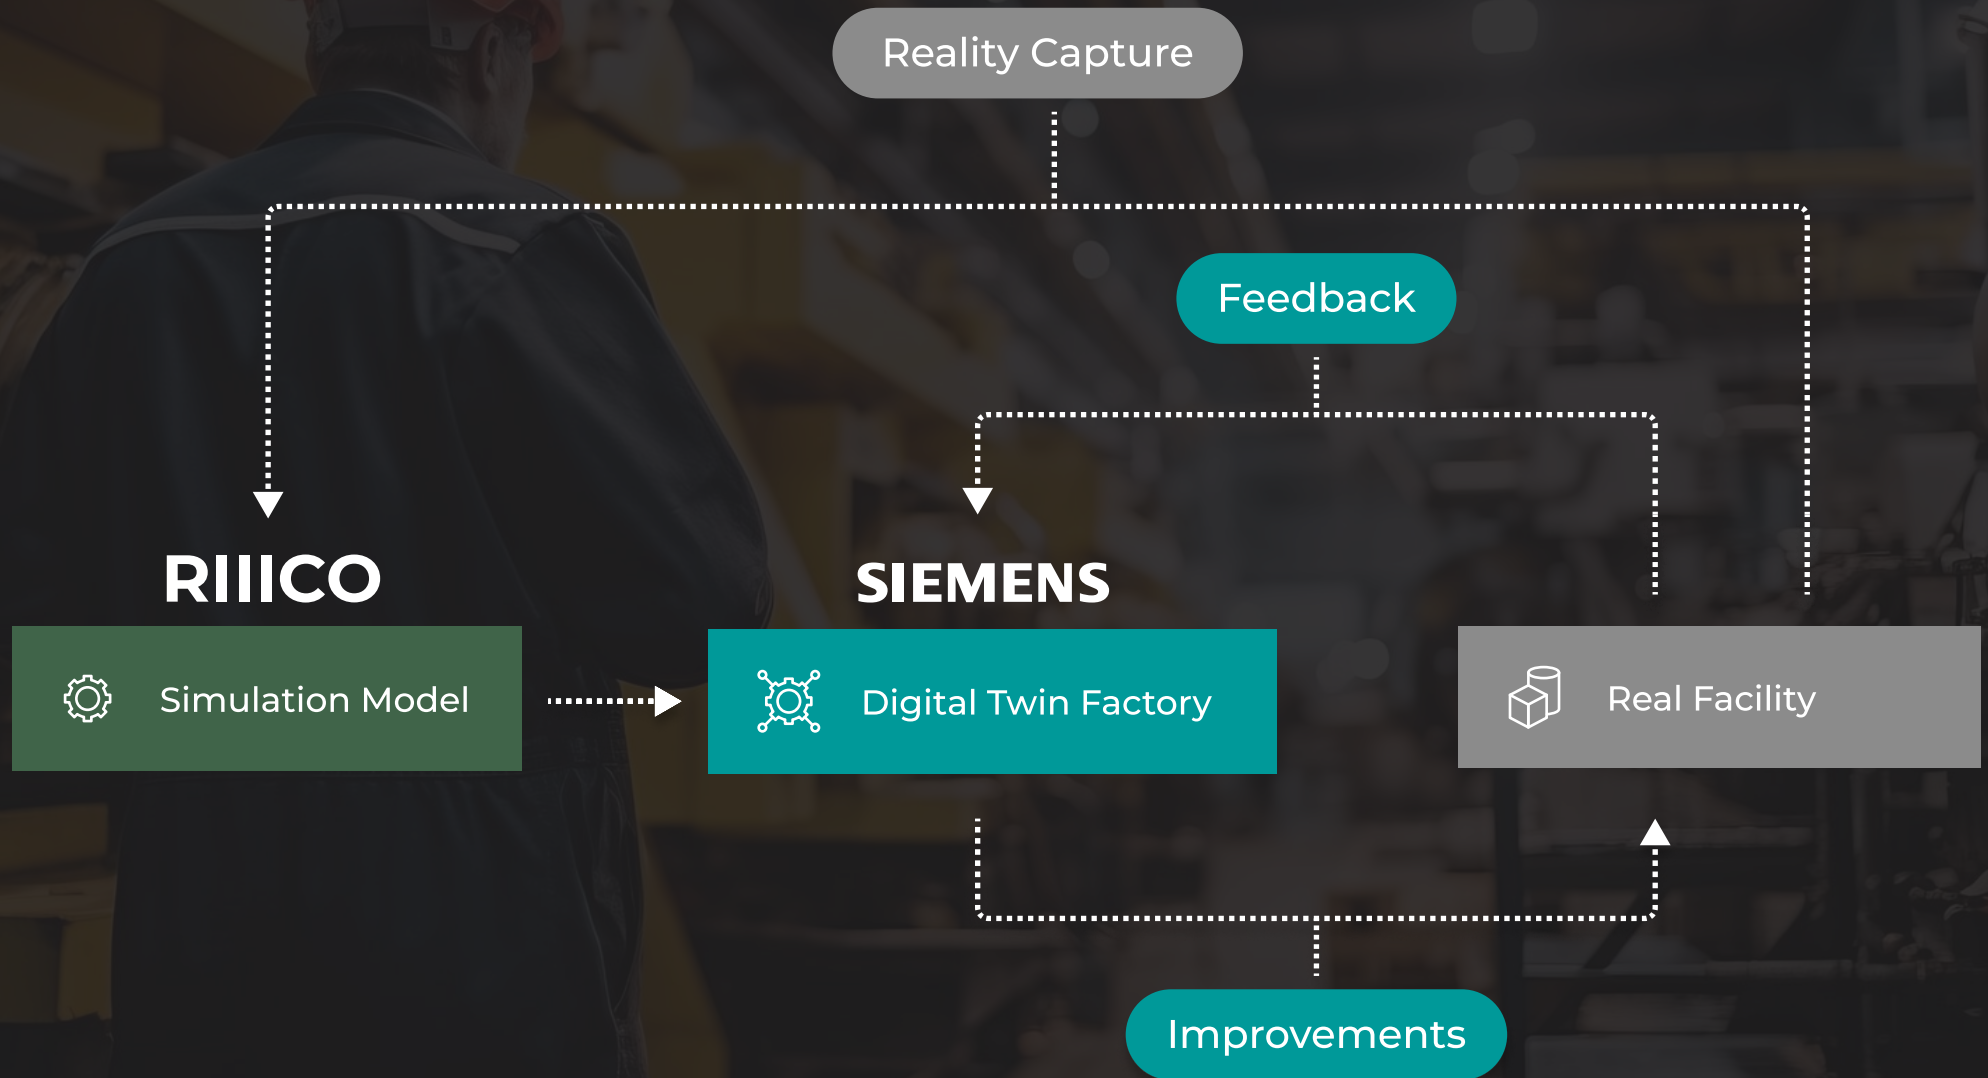 Reality Capture
Feedback
RIIICO
SIEMENS
Simulation Model
Digital Twin Factory
Real Facility
Improvements